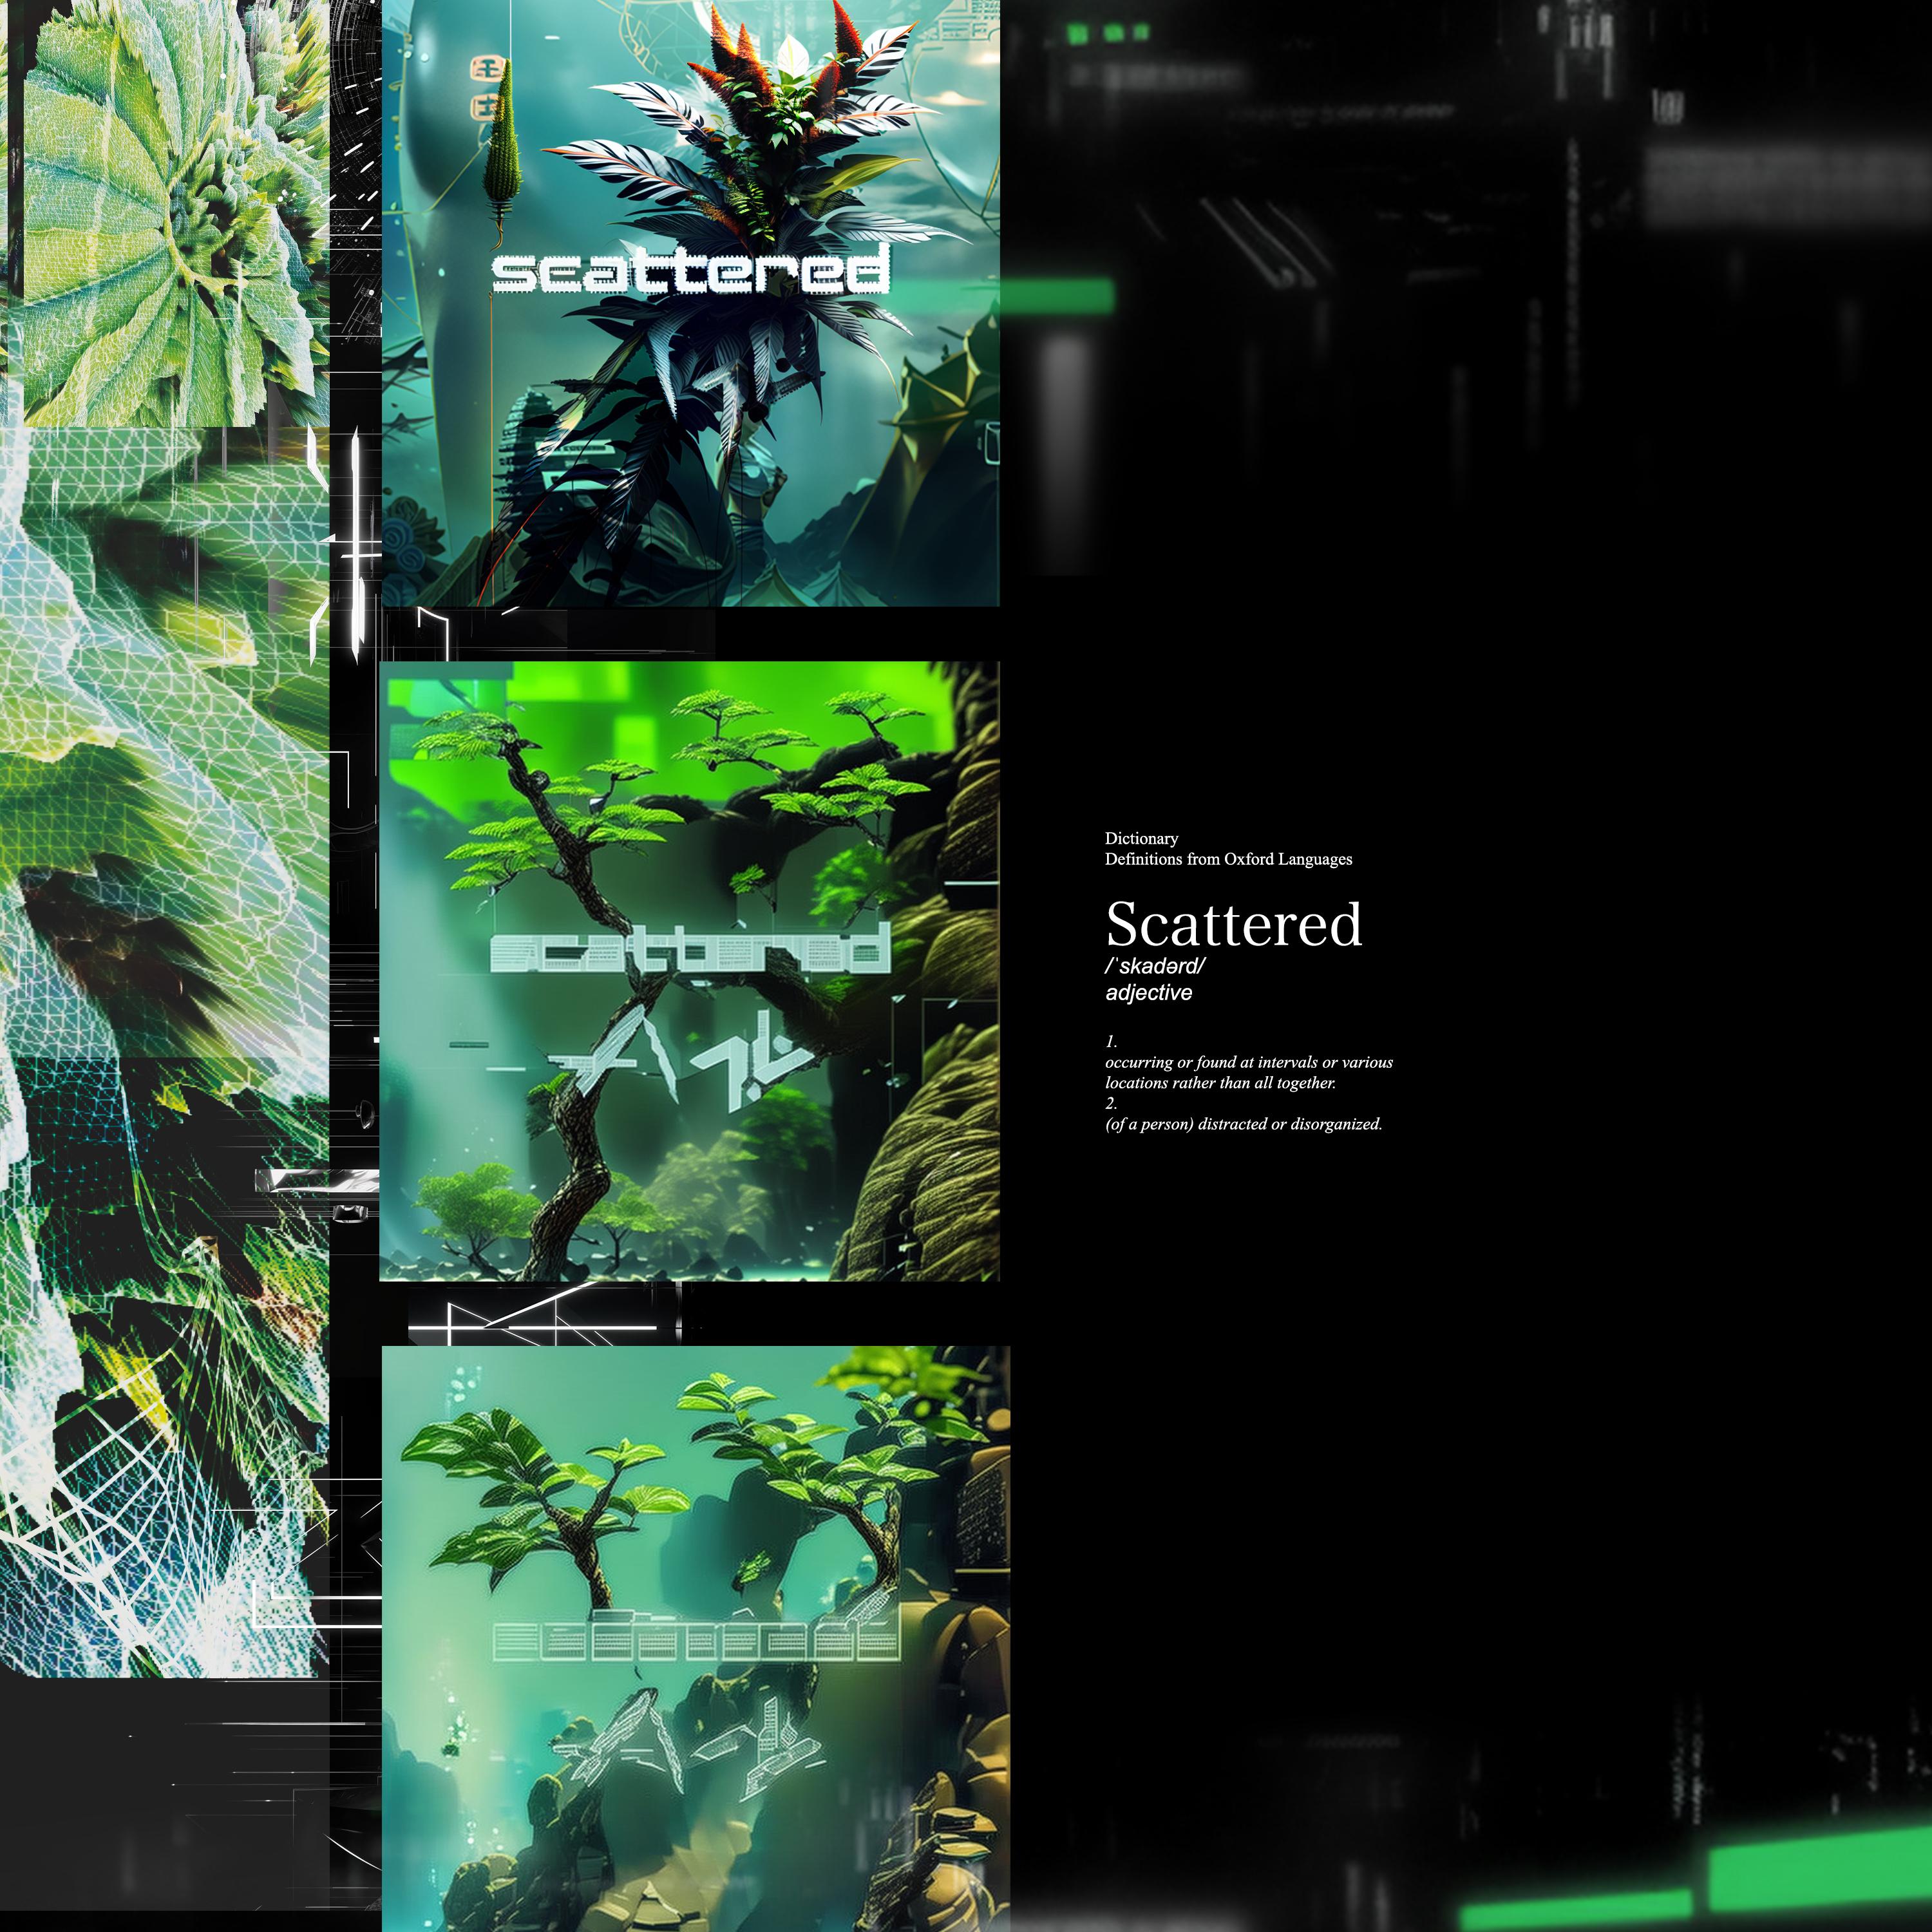 scattered
scattered
Dictionary
Definitions from Oxford Languages
Scattered
/ˈskadərd/
adjective
1.
occurring or found at intervals or various
locations rather than all together.
2.
(of a person) distracted or disorganized.